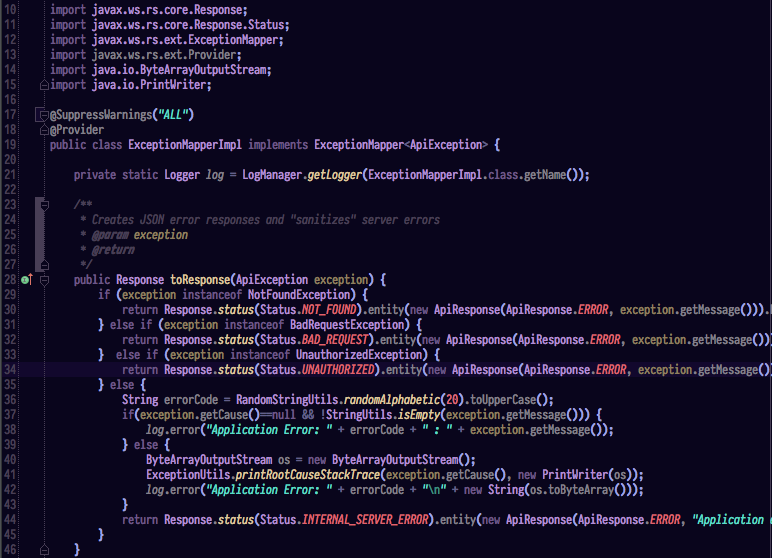 10 import javax.ws.rs.core.Response;
11 import javax.ws.rs.core.Response.Status;
12 import javax.ws.rs.ext.ExceptionMapper;
13 import javax.ws.rs.ext.Provider;
14 import java.io.ByteArrayOutputStream;
15 import java.io.PrintWriter;
16
17 @SuppressWarnings("ALL")
18 @Provider
19 public class ExceptionMapperImpl implements ExceptionMapper<ApiException> {
20
21 private static Logger log = LogManager.getLogger(ExceptionMapperImpl.class.getName());
22
23 /**
24 * Creates JSON error responses and "sanitizes" server errors
25 * @param exception
26 * @return
27 */
28 public Response toResponse(ApiException exception) {
29 if (exception instanceof NotFoundException) {
30 return Response.status(Status.NOT_FOUND).entity(new ApiResponse(ApiResponse.ERROR, exception.getMessage())).
31 } else if (exception instanceof BadRequestException) {
32 return Response.status(Status.BAD_REQUEST).entity(new ApiResponse(ApiResponse.ERROR, exception.getMessage())
33 } else if (exception instanceof UnauthorizedException) {
34 return Response.status(Status.UNAUTHORIZED).entity(new ApiResponse(ApiResponse.ERROR, exception.getMessage()
35 } else {
36 String errorCode = RandomStringUtils.randomAlphabetic(20).toUpperCase();
37 if(exception.getCause()==null && !StringUtils.isEmpty(exception.getMessage())) {
38 log.error("Application Error: " + errorCode + " : " + exception.getMessage());
39 } else {
40 ByteArrayOutputStream os = new ByteArrayOutputStream();
41 ExceptionUtils.printRootCauseStackTrace(exception.getCause(), new PrintWriter(os));
42 log.error("Application Error: " + errorCode + "\n" + new String(os.toByteArray()));
43 }
44 return Response.status(Status.INTERNAL_SERVER_ERROR).entity(new ApiResponse(ApiResponse.ERROR, "Application
45 }
46 }